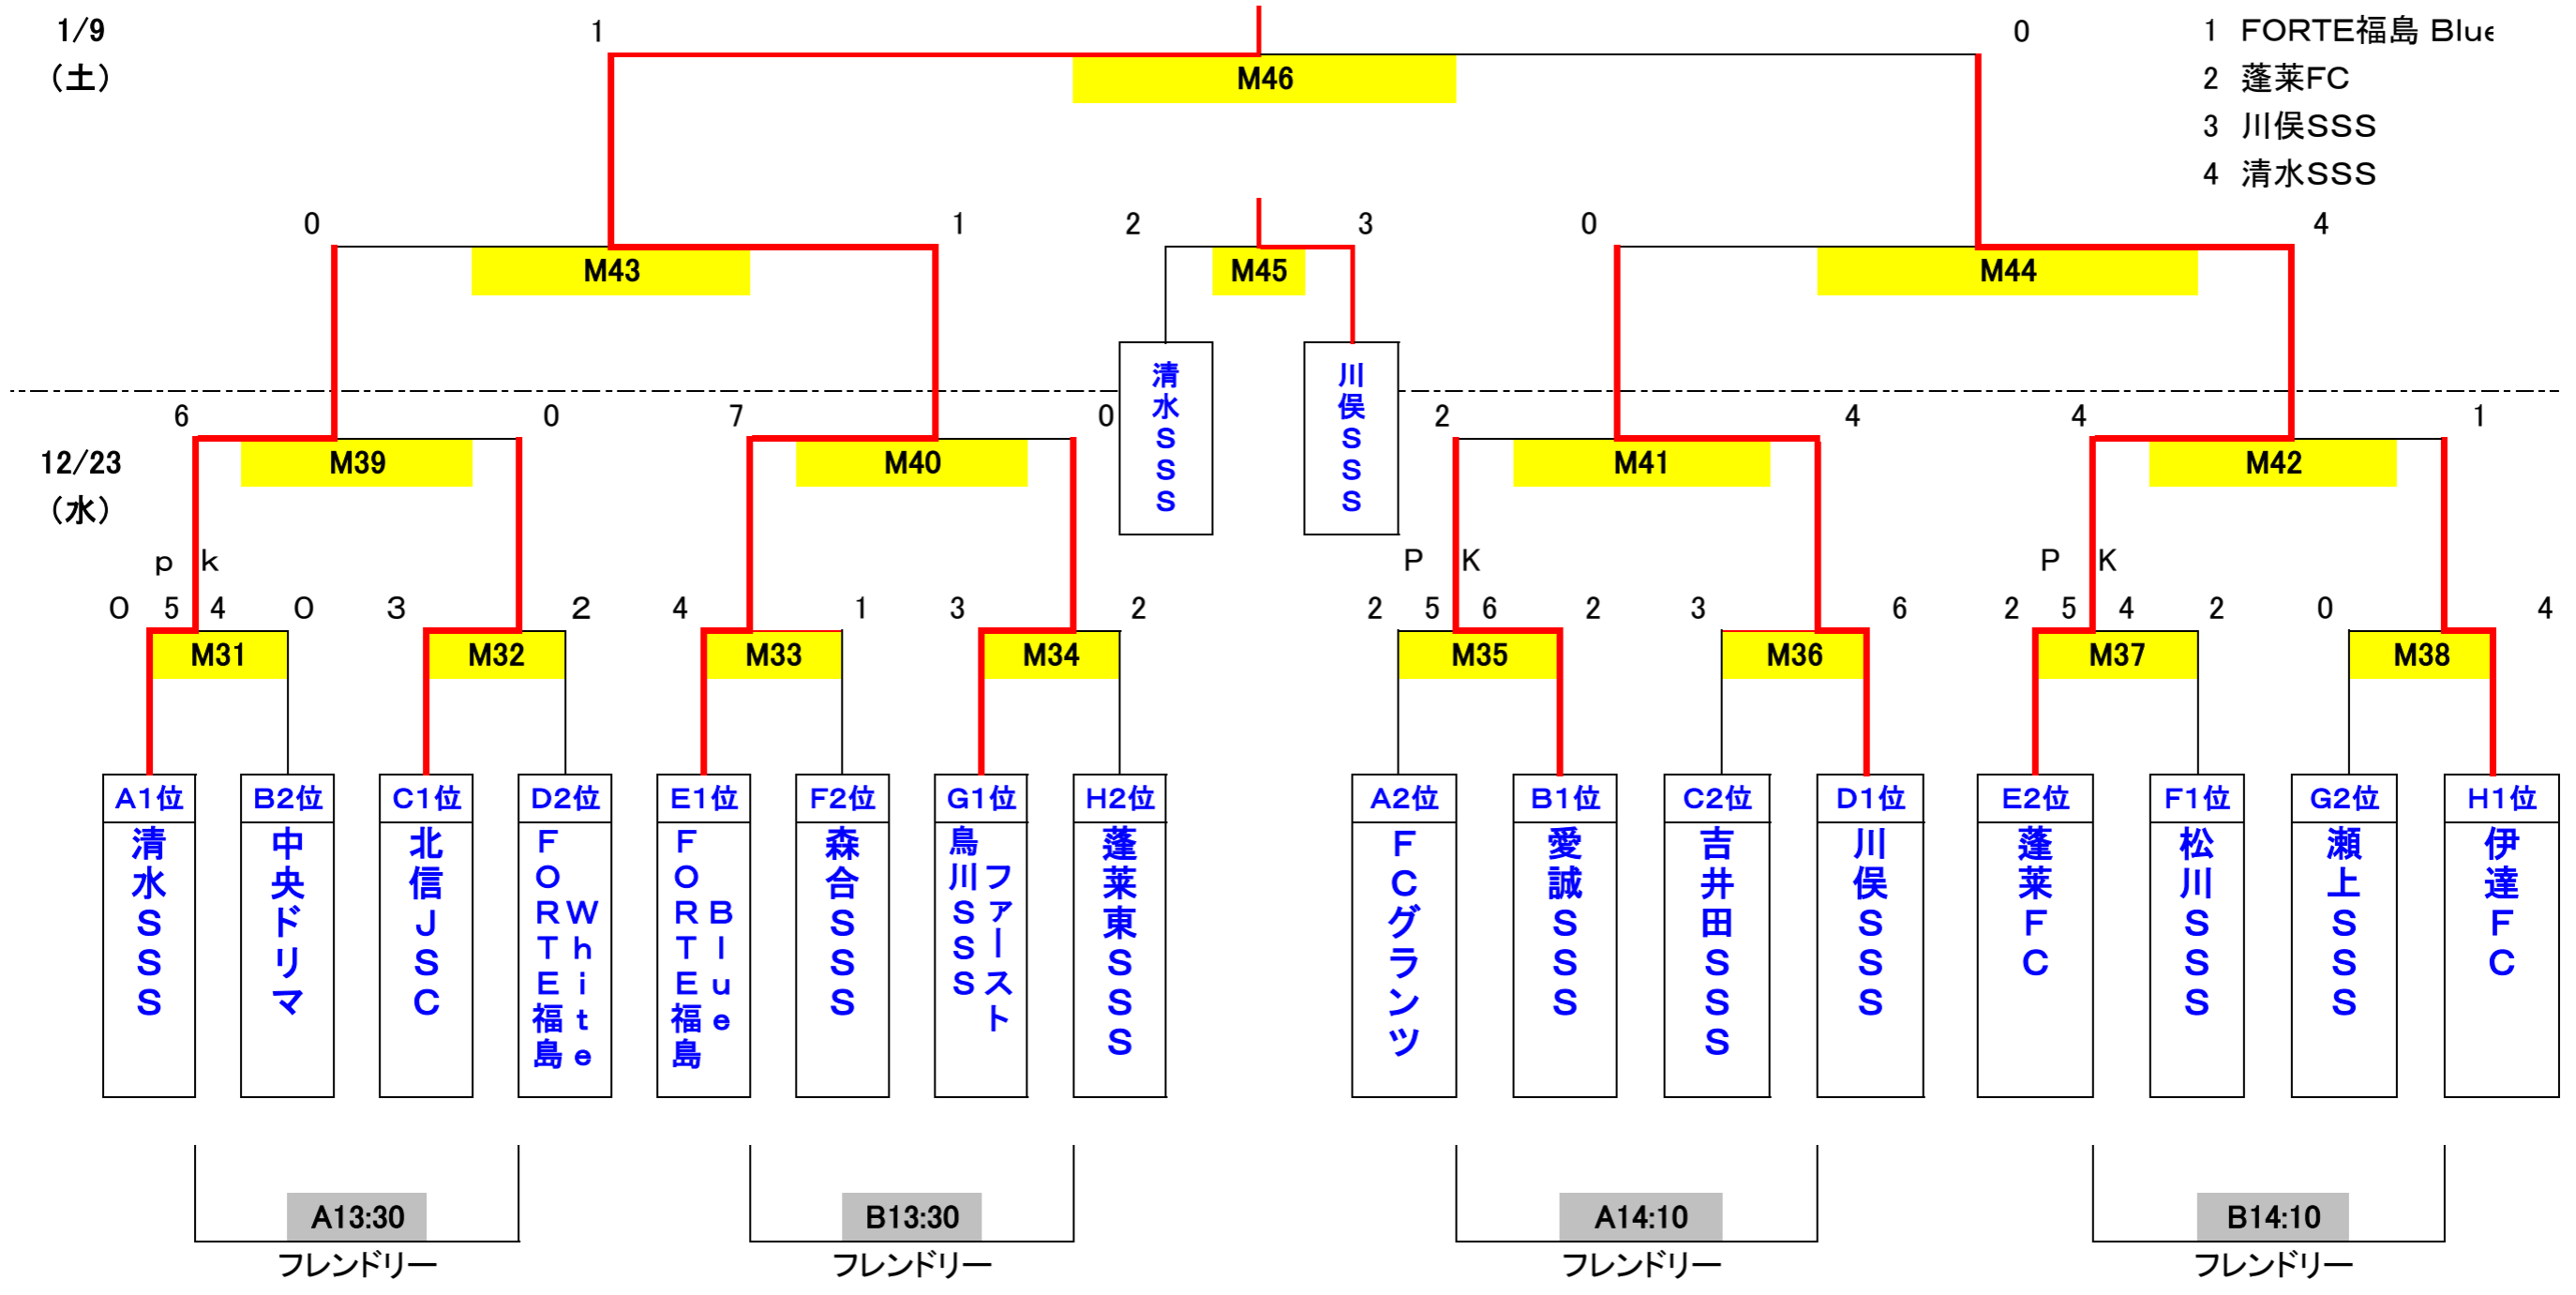 1/9
（土）
1
0
1 FORTE福島 Blue
2 蓬莱FC
3 川俣SSS
4 清水SSS
M46
0
1
2
3
0
4
M43
M45
M44
清水SSS
川俣SSS
12/23
（水）
6
0
7
0
2
4
4
1
M39
M40
M41
M42
p k
P K
P K
0 5 4 0
3 2
4 1
3 2
2 5 6 2
3 6
2 5 4 2
0 4
M31
M32
M33
M34
M35
M36
M37
M38
A1位
B2位
C1位
D2位
E1位
F2位
G1位
H2位
A2位
B1位
C2位
D1位
E2位
F1位
G2位
H1位
清水SSS
中央ドリマ
北信JSC
FORTE福島
White
FORTE福島
Blue
森合SSS
鳥川SSS
ファースト
蓬莱東SSS
FCグランツ
愛誠SSS
吉井田SSS
川俣SSS
蓬莱FC
松川SSS
瀬上SSS
伊達FC
A13:30
B13:30
A14:10
B14:10
フレンドリー
フレンドリー
フレンドリー
フレンドリー